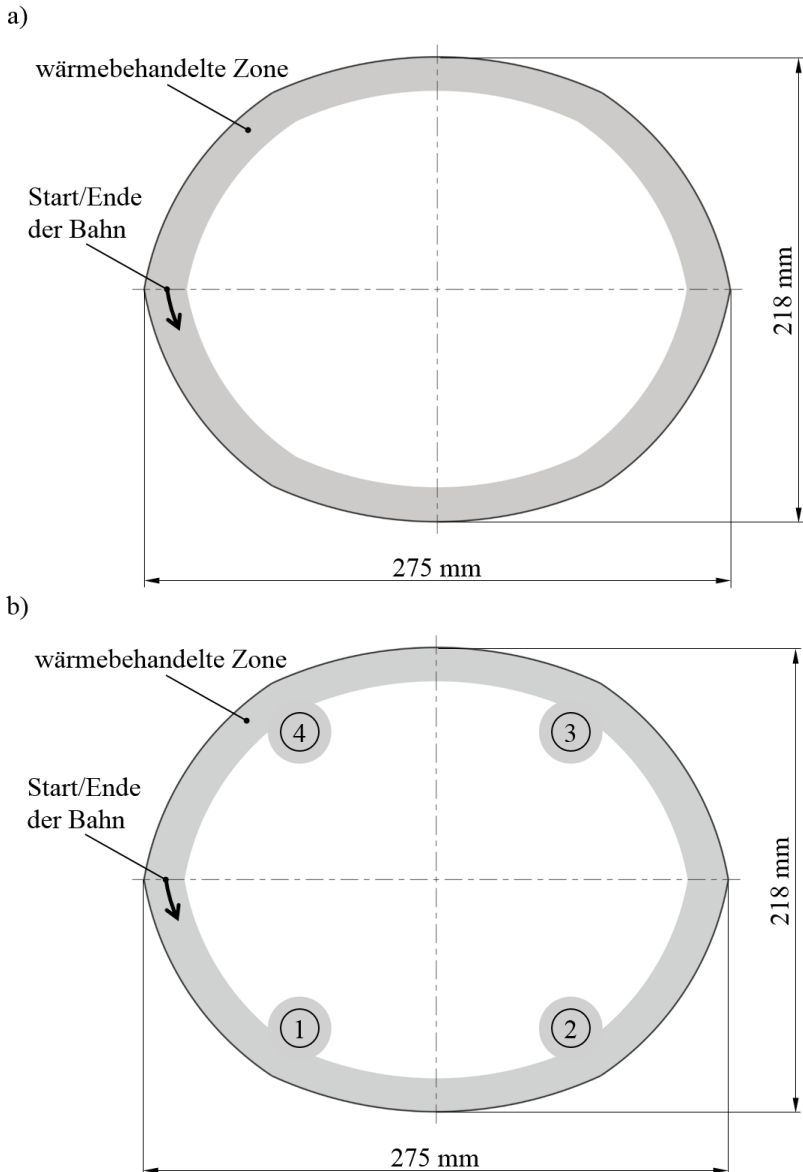 a)
wärmebehandelte Zone
Start/Ende
der Bahn
218 mm
275 mm
b)
wärmebehandelte Zone
4
3
Start/Ende
der Bahn
218 mm
1
2
275 mm